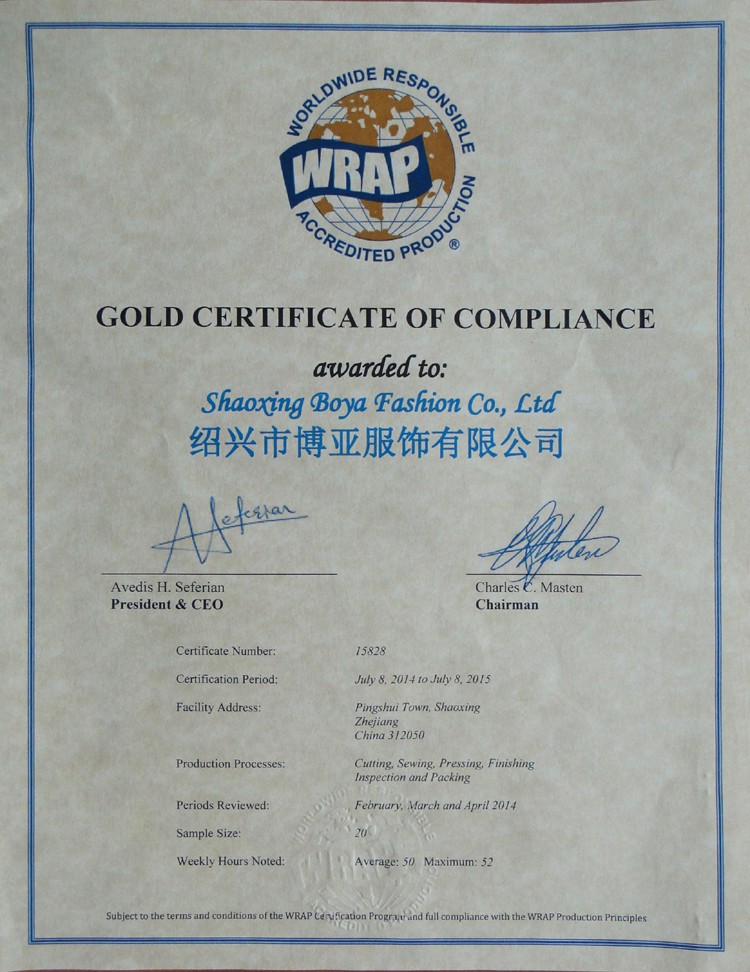 WORLDWIDE RESPONSIBLE
WRAP
ACCREDITED PRODUCTION
®
GOLD CERTIFICATE OF COMPLIANCE
awarded to:
Shaoxing Boya Fashion Co., Ltd
绍兴市博亚服饰有限公司
Avedis H. Seferian
President & CEO
Charles C. Masten
Chairman
Certificate Number: 15828
Certification Period: July 8, 2014 to July 8, 2015
Facility Address: Pingshui Town, Shaoxing
Zhejiang
China 312050
Production Processes: Cutting, Sewing, Pressing, Finishing
Inspection and Packing
Periods Reviewed: February, March and April 2014
Sample Size: 20
Weekly Hours Noted: Average: 50 Maximum: 52
WORLDWIDE RESPONSIBLE
WRAP
Subject to the terms and conditions of the WRAP Certification Program and full compliance with the WRAP Production Principles